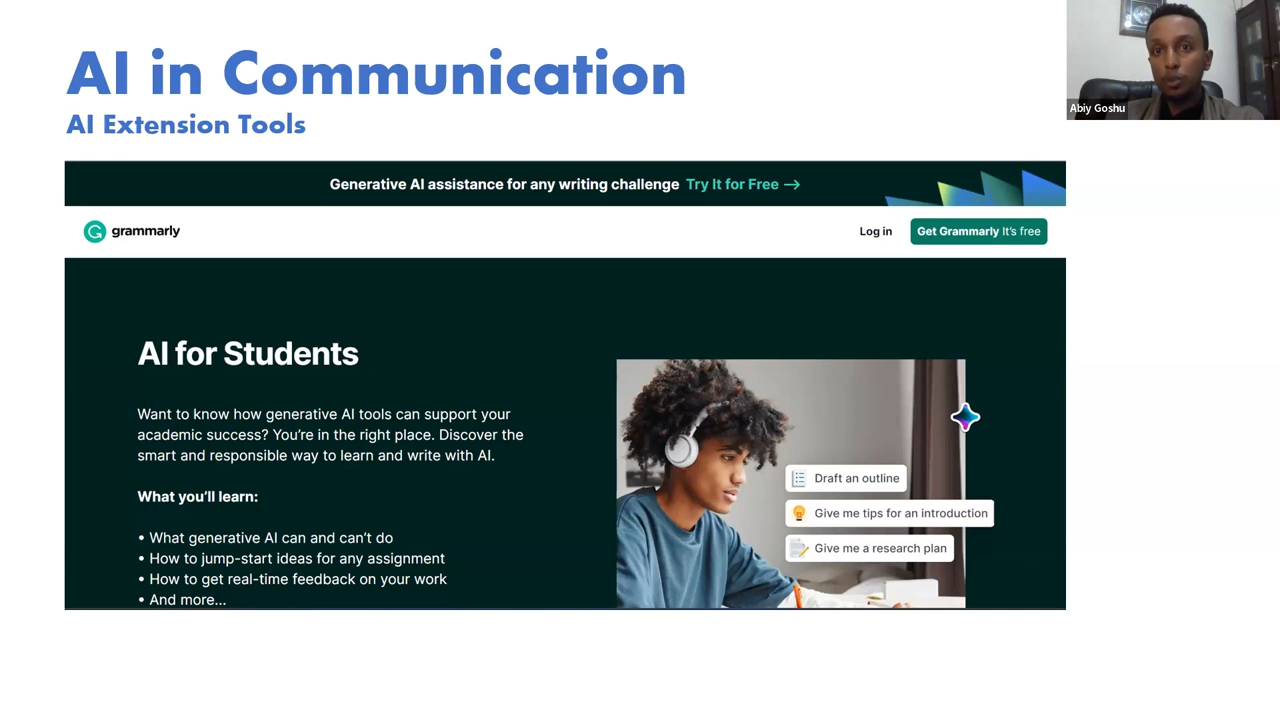 AI in Communication
AI Extension Tools
Abiy Goshu
Generative AI assistance for any writing challenge Try It for Free →
grammarly
Log in
Get Grammarly It's free
AI for Students
Want to know how generative AI tools can support your
academic success? You're in the right place. Discover the
smart and responsible way to learn and write with AI.
What you'll learn:
• What generative AI can and can't do
• How to jump-start ideas for any assignment
• How to get real-time feedback on your work
• And more...
Draft an outline
Give me tips for an introduction
Give me a research plan